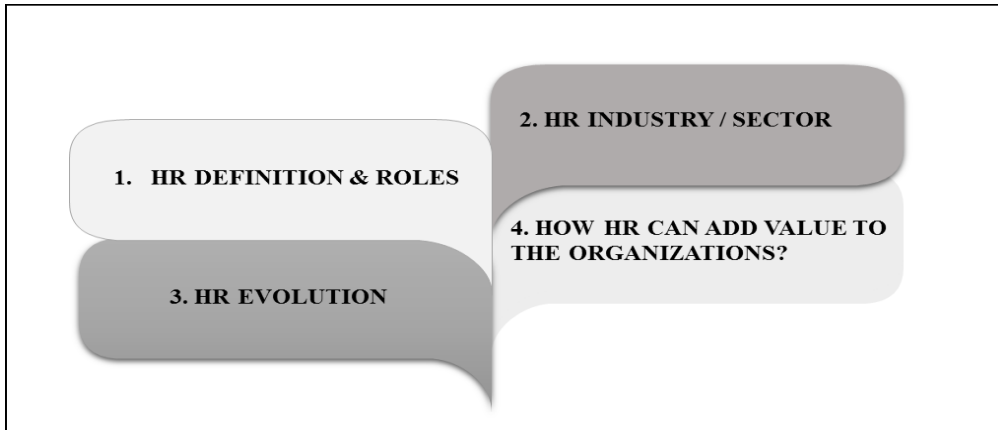 1. HR DEFINITION & ROLES
2. HR INDUSTRY / SECTOR
3. HR EVOLUTION
4. HOW HR CAN ADD VALUE TO
THE ORGANIZATIONS?